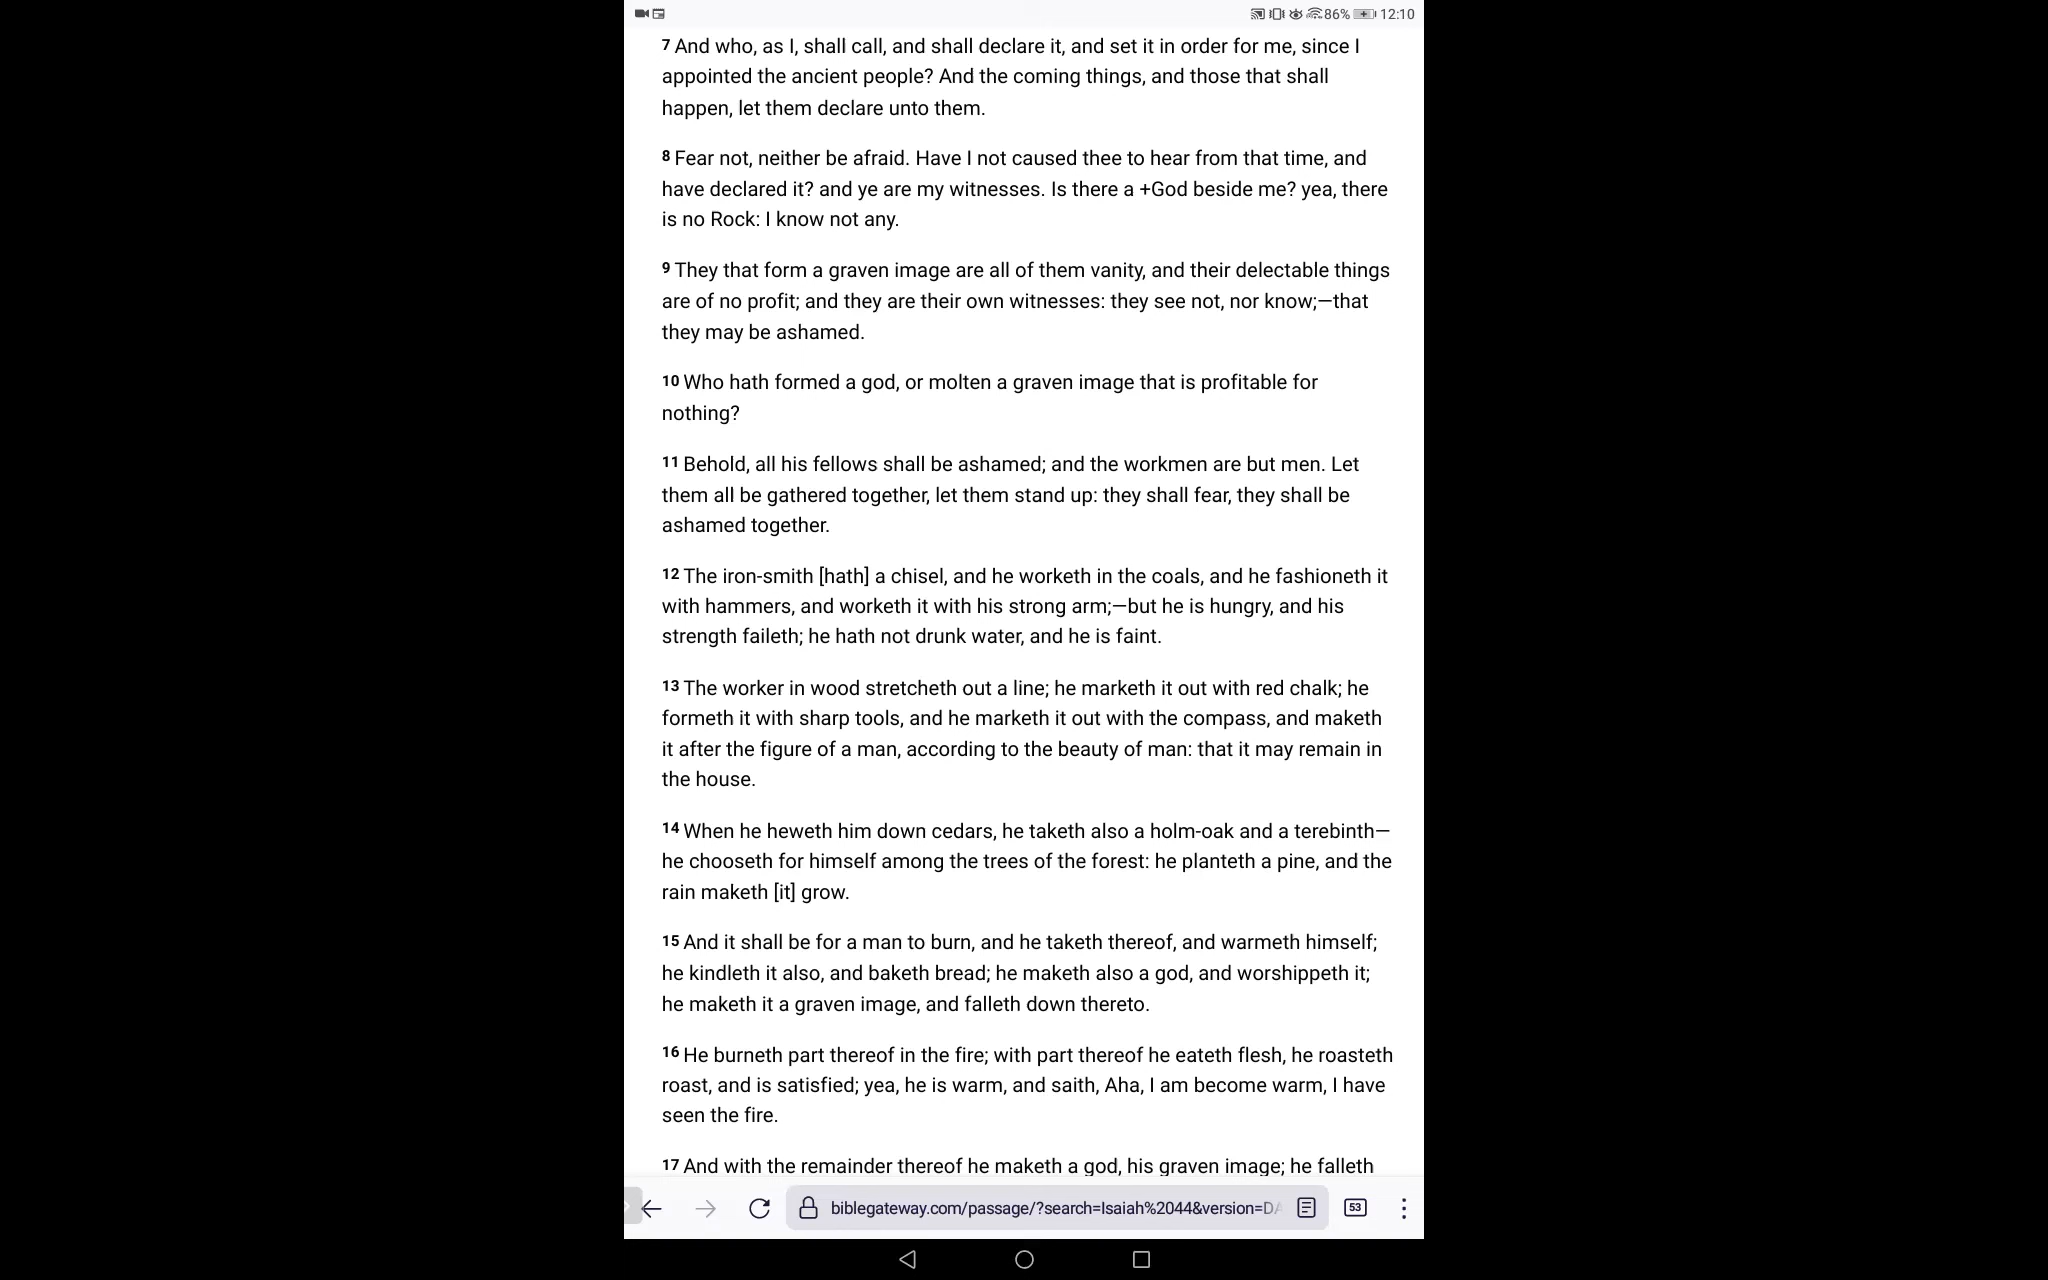 86% 12:10
7 And who, as I, shall call, and shall declare it, and set it in order for me, since I
appointed the ancient people? And the coming things, and those that shall
happen, let them declare unto them.
8 Fear not, neither be afraid. Have I not caused thee to hear from that time, and
have declared it? and ye are my witnesses. Is there a +God beside me? yea, there
is no Rock: I know not any.
9 They that form a graven image are all of them vanity, and their delectable things
are of no profit; and they are their own witnesses: they see not, nor know;—that
they may be ashamed.
10 Who hath formed a god, or molten a graven image that is profitable for
nothing?
11 Behold, all his fellows shall be ashamed; and the workmen are but men. Let
them all be gathered together, let them stand up: they shall fear, they shall be
ashamed together.
12 The iron-smith [hath] a chisel, and he worketh in the coals, and he fashioneth it
with hammers, and worketh it with his strong arm;—but he is hungry, and his
strength faileth; he hath not drunk water, and he is faint.
13 The worker in wood stretcheth out a line; he marketh it out with red chalk; he
formeth it with sharp tools, and he marketh it out with the compass, and maketh
it after the figure of a man, according to the beauty of man: that it may remain in
the house.
14 When he heweth him down cedars, he taketh also a holm-oak and a terebinth—
he chooseth for himself among the trees of the forest: he planteth a pine, and the
rain maketh [it] grow.
15 And it shall be for a man to burn, and he taketh thereof, and warmeth himself;
he kindleth it also, and baketh bread; he maketh also a god, and worshippeth it;
he maketh it a graven image, and falleth down thereto.
16 He burneth part thereof in the fire; with part thereof he eateth flesh, he roasteth
roast, and is satisfied; yea, he is warm, and saith, Aha, I am become warm, I have
seen the fire.
17 And with the remainder thereof he maketh a god, his graven image; he falleth
biblegateway.com/passage/?search=Isaiah%2044&version=DA
53